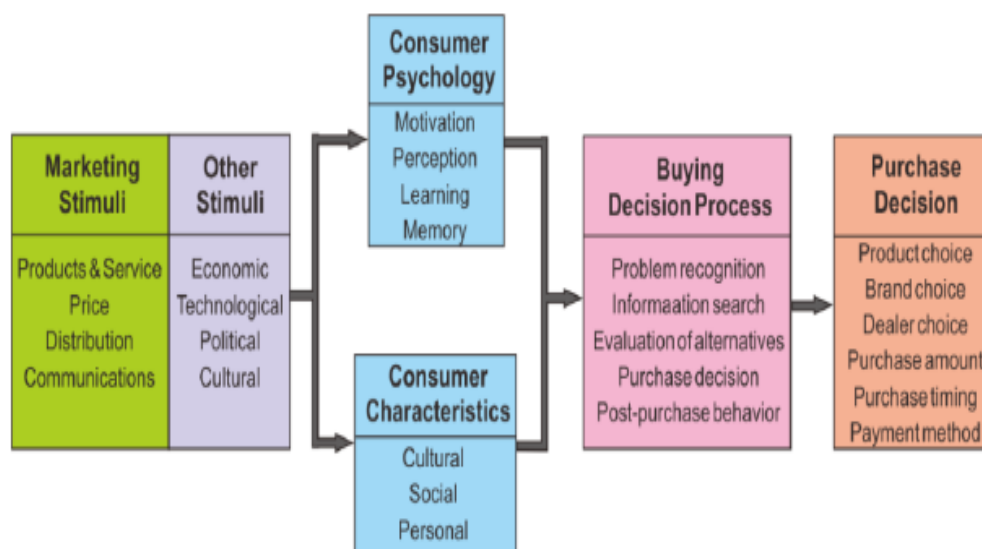 Marketing
Stimuli
Products & Service
Price
Distribution
Communications
Other
Stimuli
Economic
Technological
Political
Cultural
Consumer
Psychology
Motivation
Perception
Learning
Memory
Consumer
Characteristics
Cultural
Social
Personal
Buying
Decision Process
Problem recognition
Informaation search
Evaluation of alternatives
Purchase decision
Post-purchase behavior
Purchase
Decision
Product choice
Brand choice
Dealer choice
Purchase amount
Purchase timing
Payment method